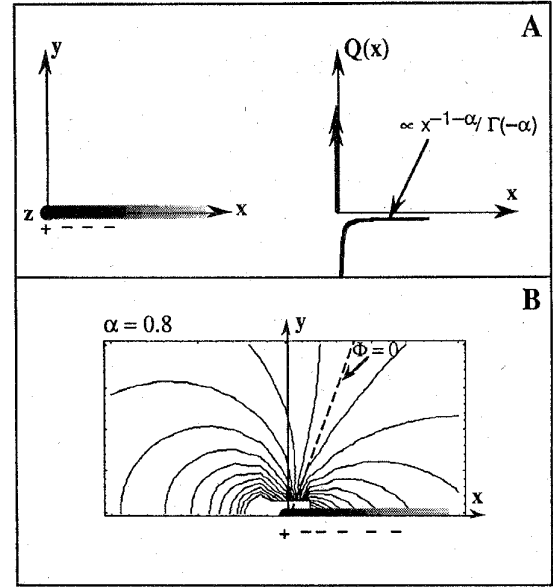 A
y
Q(x)
∝ x^{-1-α}/ Γ(-α)
z
x
x
+ - - -
B
α = 0.8
y
Φ = 0
x
+ -- - - -